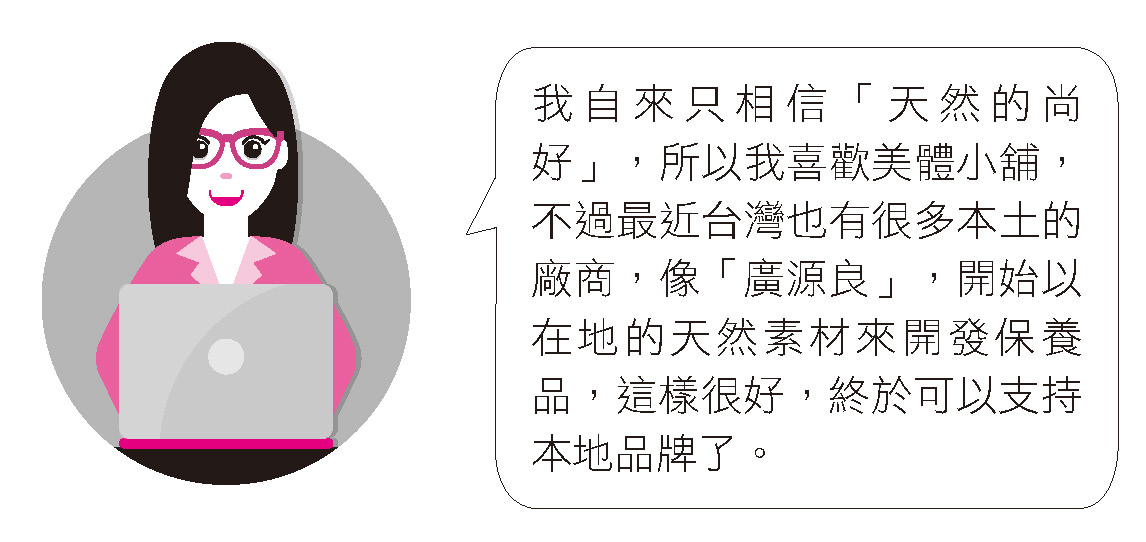 我自來只相信「天然的尚
好」，所以我喜歡美體小舖，
不過最近台灣也有很多本土的
廠商，像「廣源良」，開始以
在地的天然素材來開發保養
品，這樣很好，終於可以支持
本地品牌了。